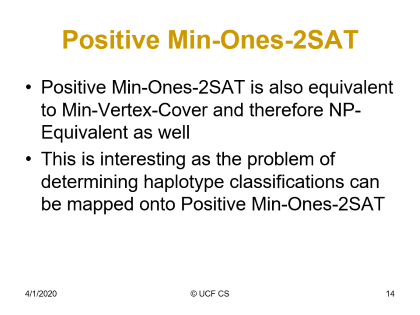 Positive Min-Ones-2SAT
• Positive Min-Ones-2SAT is also equivalent
to Min-Vertex-Cover and therefore NP-
Equivalent as well
• This is interesting as the problem of
determining haplotype classifications can
be mapped onto Positive Min-Ones-2SAT
4/1/2020 © UCF CS 14